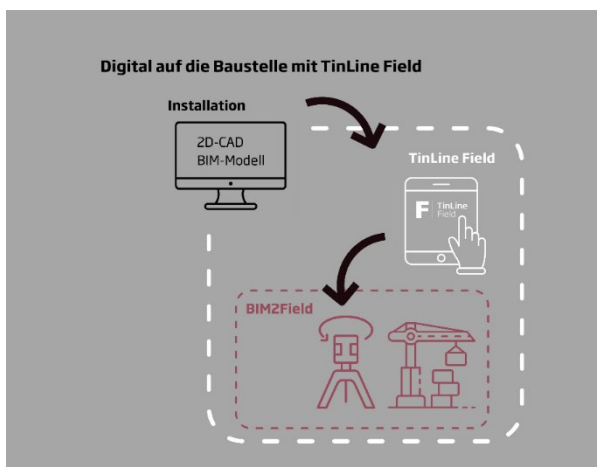 Digital auf die Baustelle mit TinLine Field
Installation
2D-CAD
BIM-Modell
TinLine Field
F TinLine
Field
BIM2Field